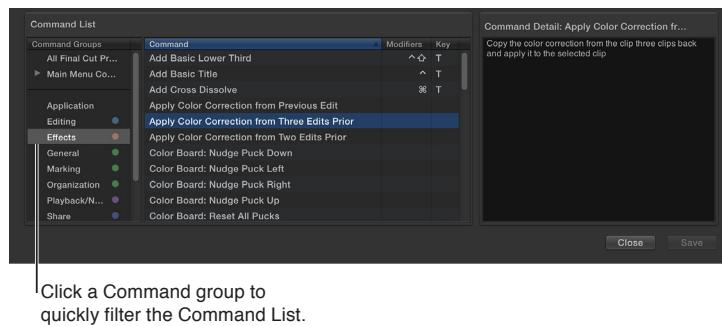 Command List
Command Groups
All Final Cut Pr...
Main Menu Co...
Application
Editing
Effects
General
Marking
Organization
Playback/N...
Share
Command Modifiers Key
Add Basic Lower Third ^⇧ T
Add Basic Title ^ T
Add Cross Dissolve ⌘ T
Apply Color Correction from Previous Edit
Apply Color Correction from Three Edits Prior
Apply Color Correction from Two Edits Prior
Color Board: Nudge Puck Down
Color Board: Nudge Puck Left
Color Board: Nudge Puck Right
Color Board: Nudge Puck Up
Color Board: Reset All Pucks
Command Detail: Apply Color Correction fr...
Copy the color correction from the clip three clips back
and apply it to the selected clip
Close
Save
Click a Command group to
quickly filter the Command List.